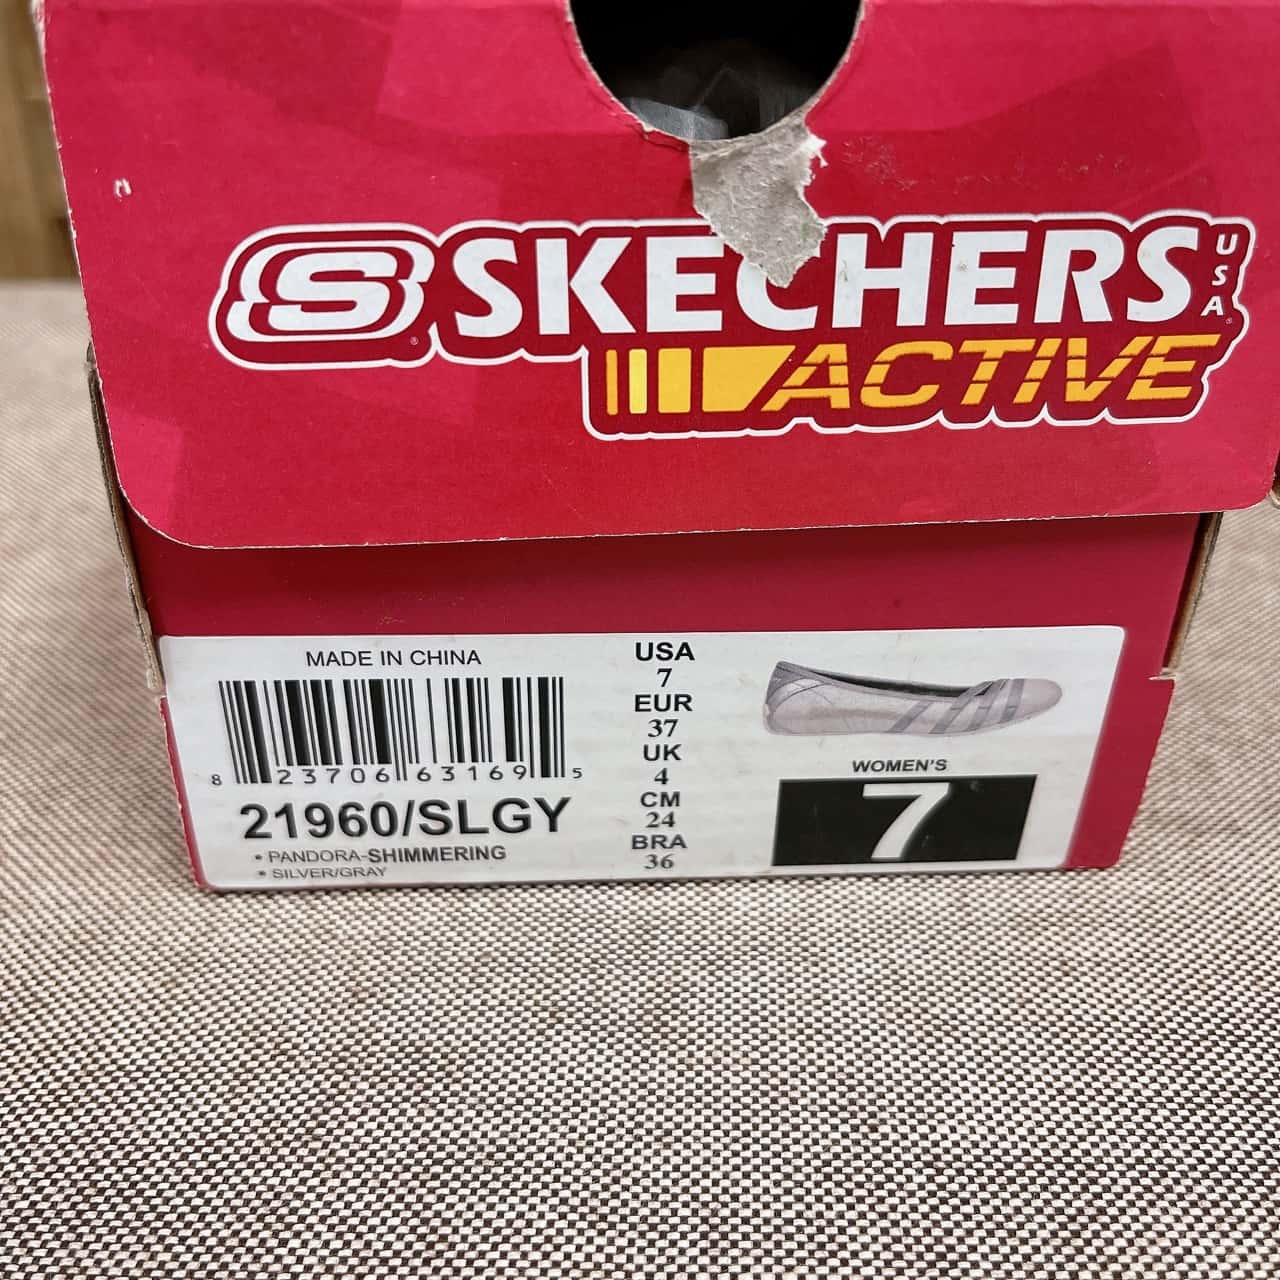 S SKECHERS USA
ACTIVE
MADE IN CHINA
8 23706 63169 5
21960/SLGY
• PANDORA-SHIMMERING
• SILVER/GRAY
USA
7
EUR
37
UK
4
CM
24
BRA
36
WOMEN'S
7